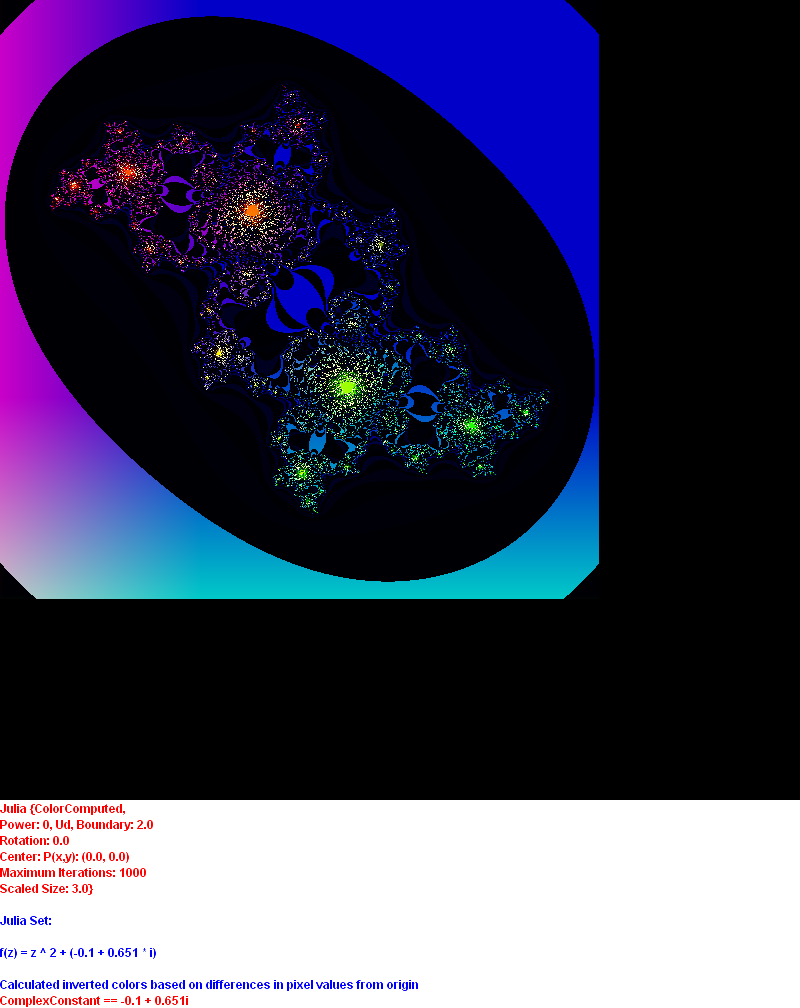 Julia {ColorComputed,
Power: 0, Ud, Boundary: 2.0
Rotation: 0.0
Center: P(x,y): (0.0, 0.0)
Maximum Iterations: 1000
Scaled Size: 3.0}
Julia Set:
f(z) = z ^ 2 + (-0.1 + 0.651 * i)
Calculated inverted colors based on differences in pixel values from origin
ComplexConstant == -0.1 + 0.651i